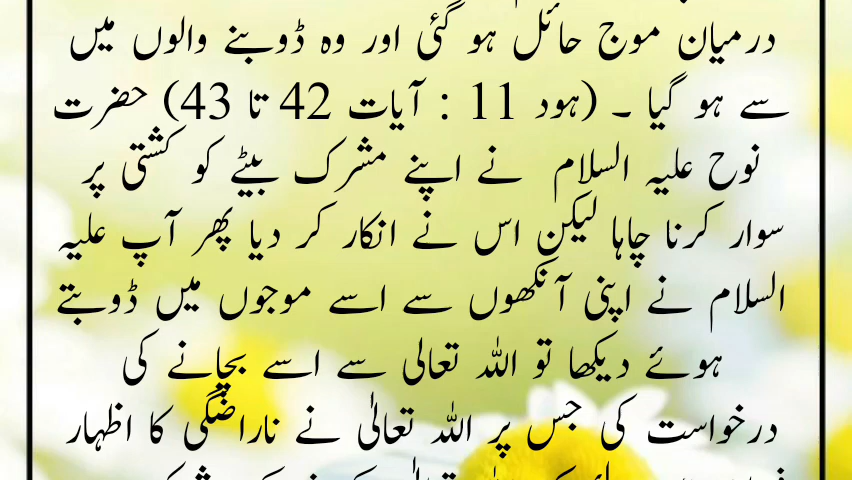 درمیان موج حائل ہو گئی اور وہ ڈوبنے والوں میں
سے ہو گیا ۔ (ہود 11 : آیات 42 تا 43) حضرت
نوح علیہ السلام نے اپنے مشرک بیٹے کو کشتی پر
سوار کرنا چاہا لیکن اس نے انکار کر دیا پھر آپ علیہ
السلام نے اپنی آنکھوں سے اسے موجوں میں ڈوبتے
ہوئے دیکھا تو اللہ تعالی سے اسے بچانے کی
درخواست کی جس پر اللہ تعالٰی نے ناراضگی کا اظہار